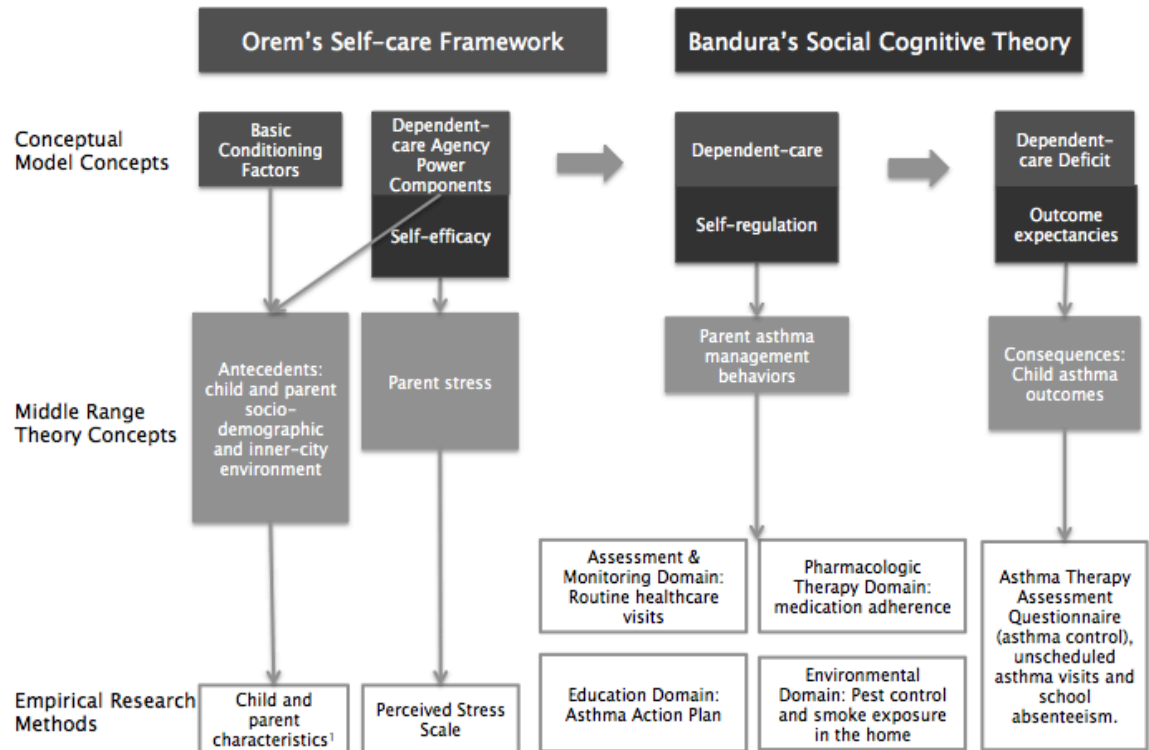 Orem's Self-care Framework
Bandura's Social Cognitive Theory
Conceptual
Model Concepts
Basic
Conditioning
Factors
Dependent-
care Agency
Power
Components
Self-efficacy
Dependent-care
Self-regulation
Dependent-
care Deficit
Outcome
expectancies
Middle Range
Theory Concepts
Antecedents:
child and parent
socio-
demographic
and inner-city
environment
Parent stress
Parent asthma
management
behaviors
Consequences:
Child asthma
outcomes
Empirical Research
Methods
Child and
parent
characteristics¹
Perceived Stress
Scale
Assessment &
Monitoring Domain:
Routine healthcare
visits
Pharmacologic
Therapy Domain:
medication adherence
Education Domain:
Asthma Action Plan
Environmental
Domain: Pest control
and smoke exposure
in the home
Asthma Therapy
Assessment
Questionnaire
(asthma control),
unscheduled
asthma visits and
school
absenteeism.